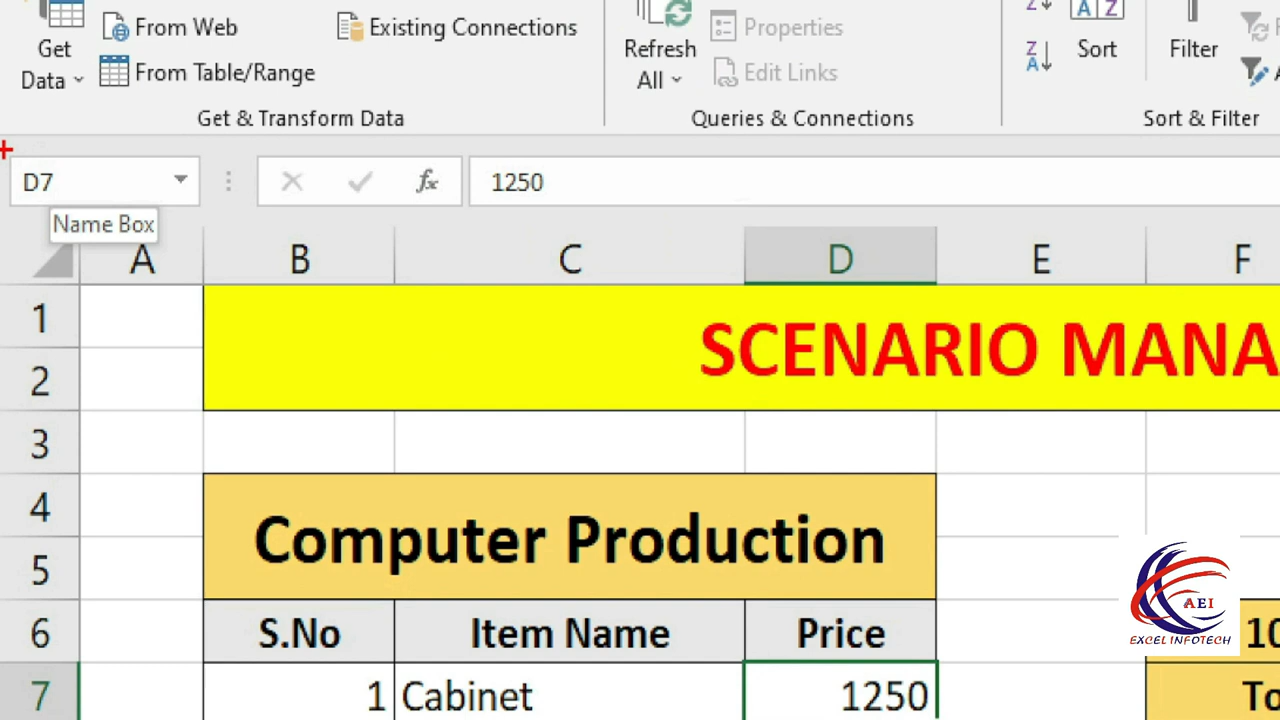 Get
Data
From Web
From Table/Range
Existing Connections
Get & Transform Data
Refresh
All
Properties
Edit Links
Queries & Connections
Z
Z
A
A Z
Sort
Filter
Sort & Filter
D7
fx
1250
Name Box
A B C D E F
1
2
SCENARIO MANA
3
4
5
Computer Production
6 S.No Item Name Price 10
7 1 Cabinet 1250 To
AEI
EXCEL INFOTECH